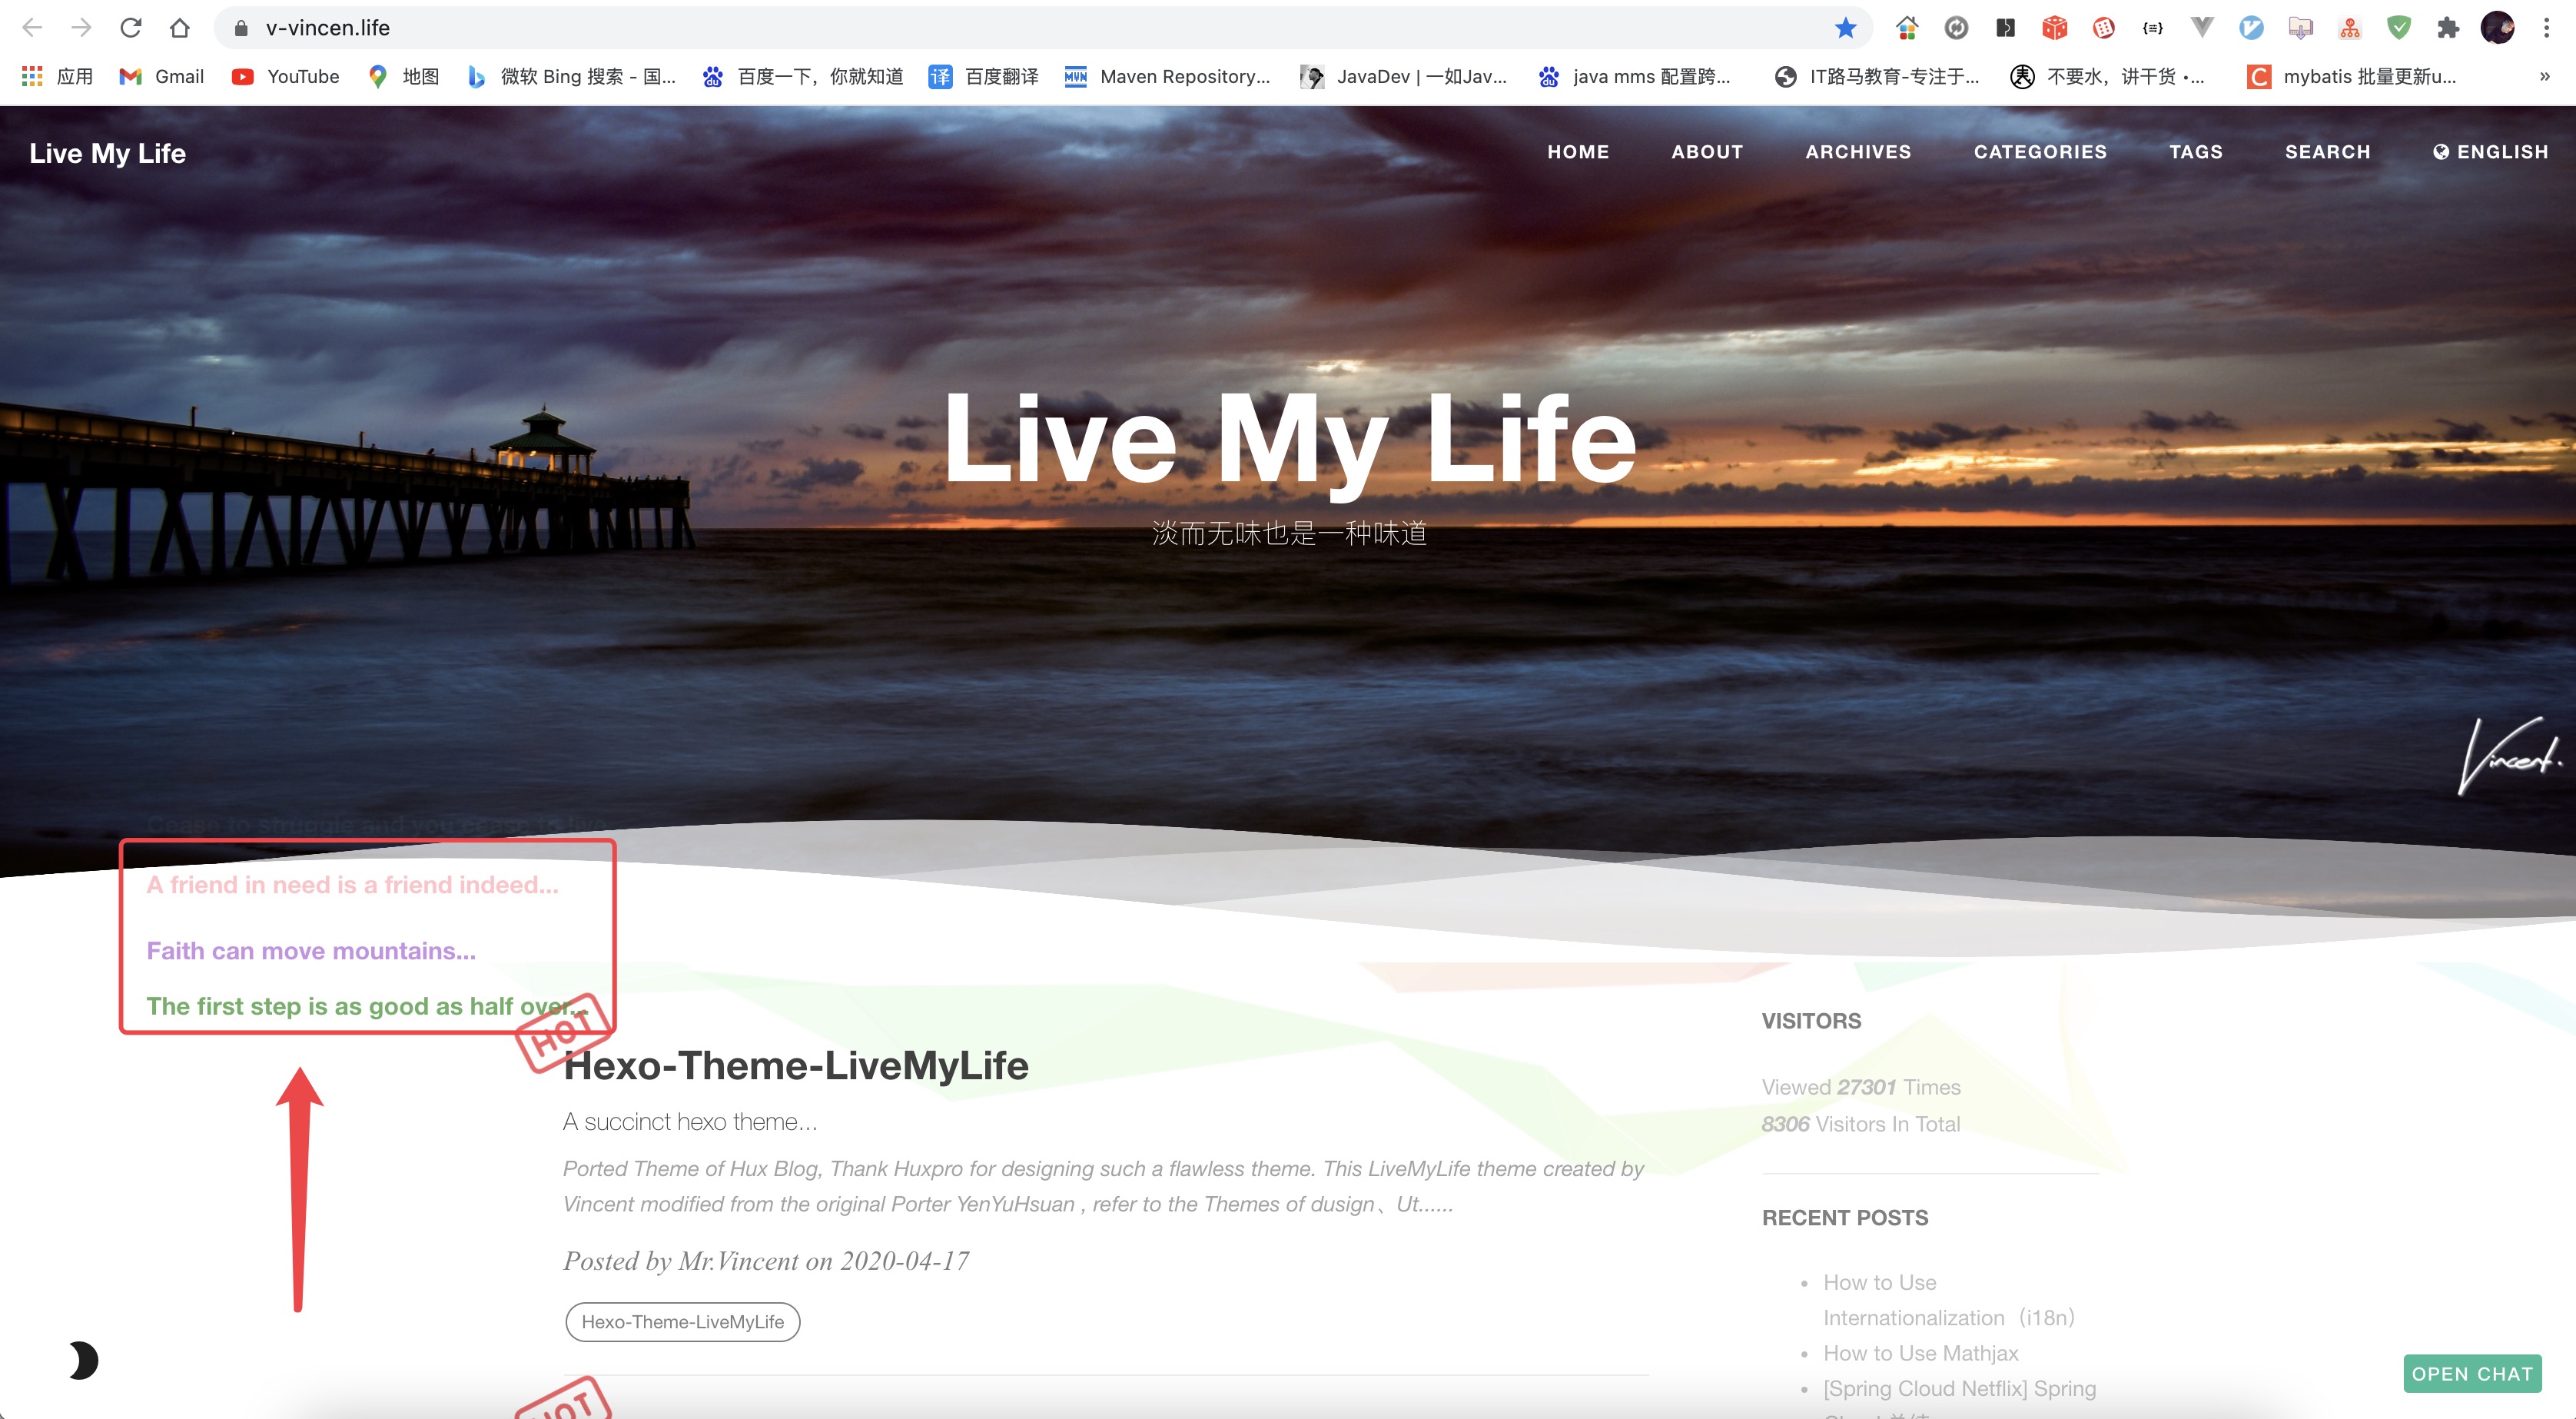 v-vincen.life
应用 Gmail YouTube 地图 微软 Bing 搜索 - 国... 百度一下，你就知道 译 百度翻译 MVN Maven Repository... JavaDev | 一如Jav... java mms 配置跨... IT路马教育-专注于... 不要水，讲干货 •... C mybatis 批量更新u... »
Live My Life HOME ABOUT ARCHIVES CATEGORIES TAGS SEARCH ENGLISH
Live My Life
淡而无味也是一种味道
Vincent.
Cease to struggle and you cease to live
A friend in need is a friend indeed...
Faith can move mountains...
The first step is as good as half over...
HOT
Hexo-Theme-LiveMyLife
A succinct hexo theme...
Ported Theme of Hux Blog, Thank Huxpro for designing such a flawless theme. This LiveMyLife theme created by
Vincent modified from the original Porter YenYuHsuan , refer to the Themes of dusign、Ut......
Posted by Mr.Vincent on 2020-04-17
Hexo-Theme-LiveMyLife
HOT
VISITORS
Viewed 27301 Times
8306 Visitors In Total
RECENT POSTS
• How to Use
Internationalization（i18n）
• How to Use Mathjax
• [Spring Cloud Netflix] Spring
OPEN CHAT